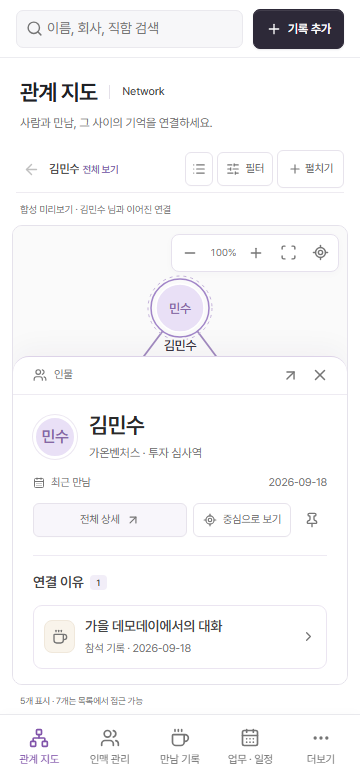 이름, 회사, 직함 검색
기록 추가
관계 지도
Network
사람과 만남, 그 사이의 기억을 연결하세요.
김민수 전체 보기
필터
펼치기
합성 미리보기 · 김민수 님과 이어진 연결
100%
민수
김민수
인물
민수
김민수
가온벤처스 · 투자 심사역
최근 만남
2026-09-18
전체 상세
중심으로 보기
연결 이유 1
가을 데모데이에서의 대화
참석 기록 · 2026-09-18
5개 표시 · 7개는 목록에서 접근 가능
관계 지도
인맥 관리
만남 기록
업무 · 일정
더보기